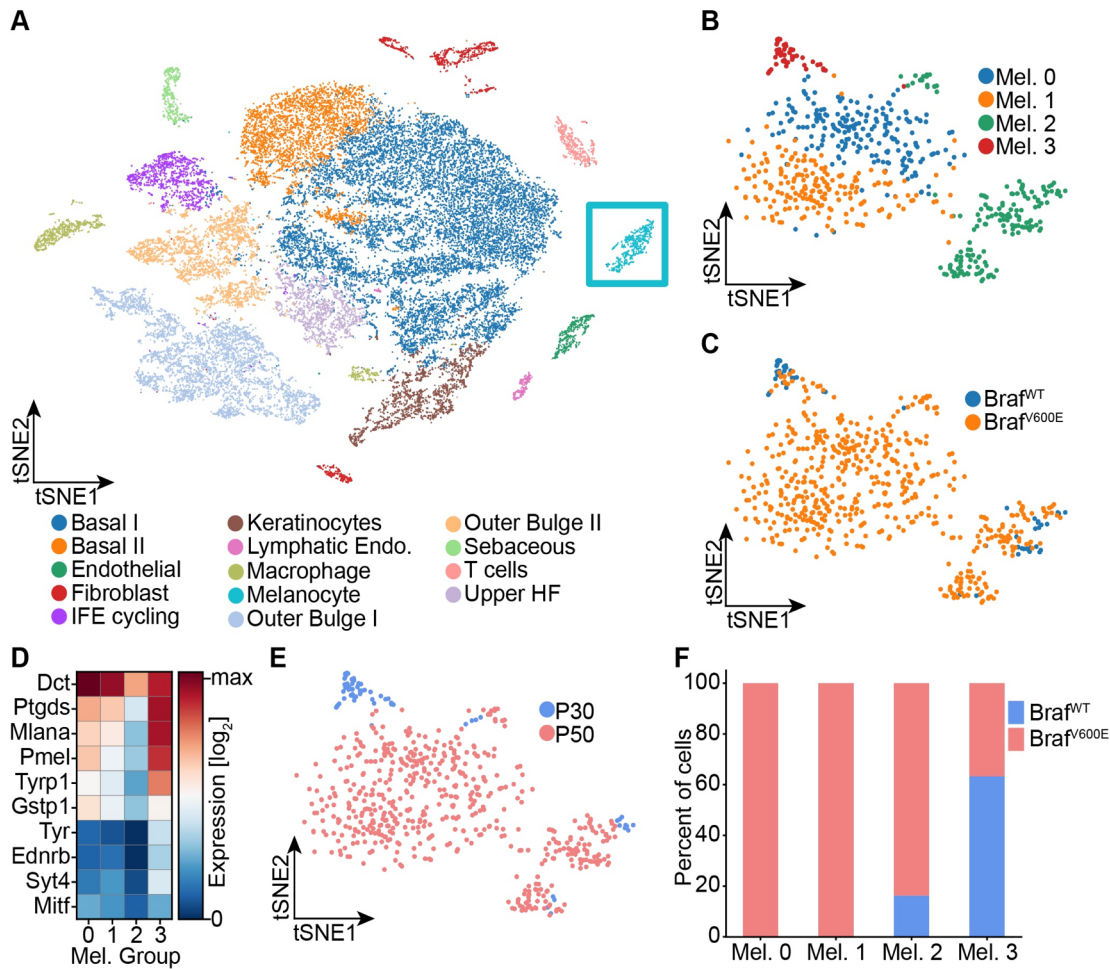 A
tSNE2
tSNE1
Basal I
Basal II
Endothelial
Fibroblast
IFE cycling
Keratinocytes
Lymphatic Endo.
Macrophage
Melanocyte
Outer Bulge I
Outer Bulge II
Sebaceous
T cells
Upper HF
B
Mel. 0
Mel. 1
Mel. 2
Mel. 3
tSNE2
tSNE1
C
Braf^WT
Braf^V600E
tSNE2
tSNE1
D
Dct
Ptgds
Mlana
Pmel
Tyrp1
Gstp1
Tyr
Ednrb
Syt4
Mitf
0 1 2 3
Mel. Group
max
0
Expression [log₂]
E
P30
P50
tSNE2
tSNE1
F
Percent of cells
100
80
60
40
20
0
Mel. 0 Mel. 1 Mel. 2 Mel. 3
Braf^WT
Braf^V600E